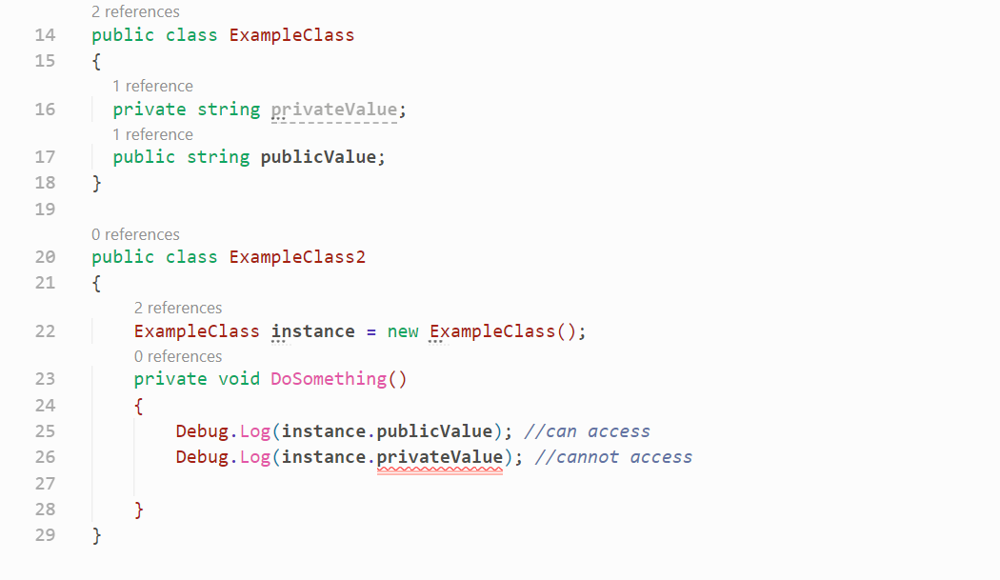 2 references
14 public class ExampleClass
15 {
1 reference
16 private string privateValue;
1 reference
17 public string publicValue;
18 }
19
0 references
20 public class ExampleClass2
21 {
2 references
22 ExampleClass instance = new ExampleClass();
0 references
23 private void DoSomething()
24 {
25 Debug.Log(instance.publicValue); //can access
26 Debug.Log(instance.privateValue); //cannot access
27
28 }
29 }